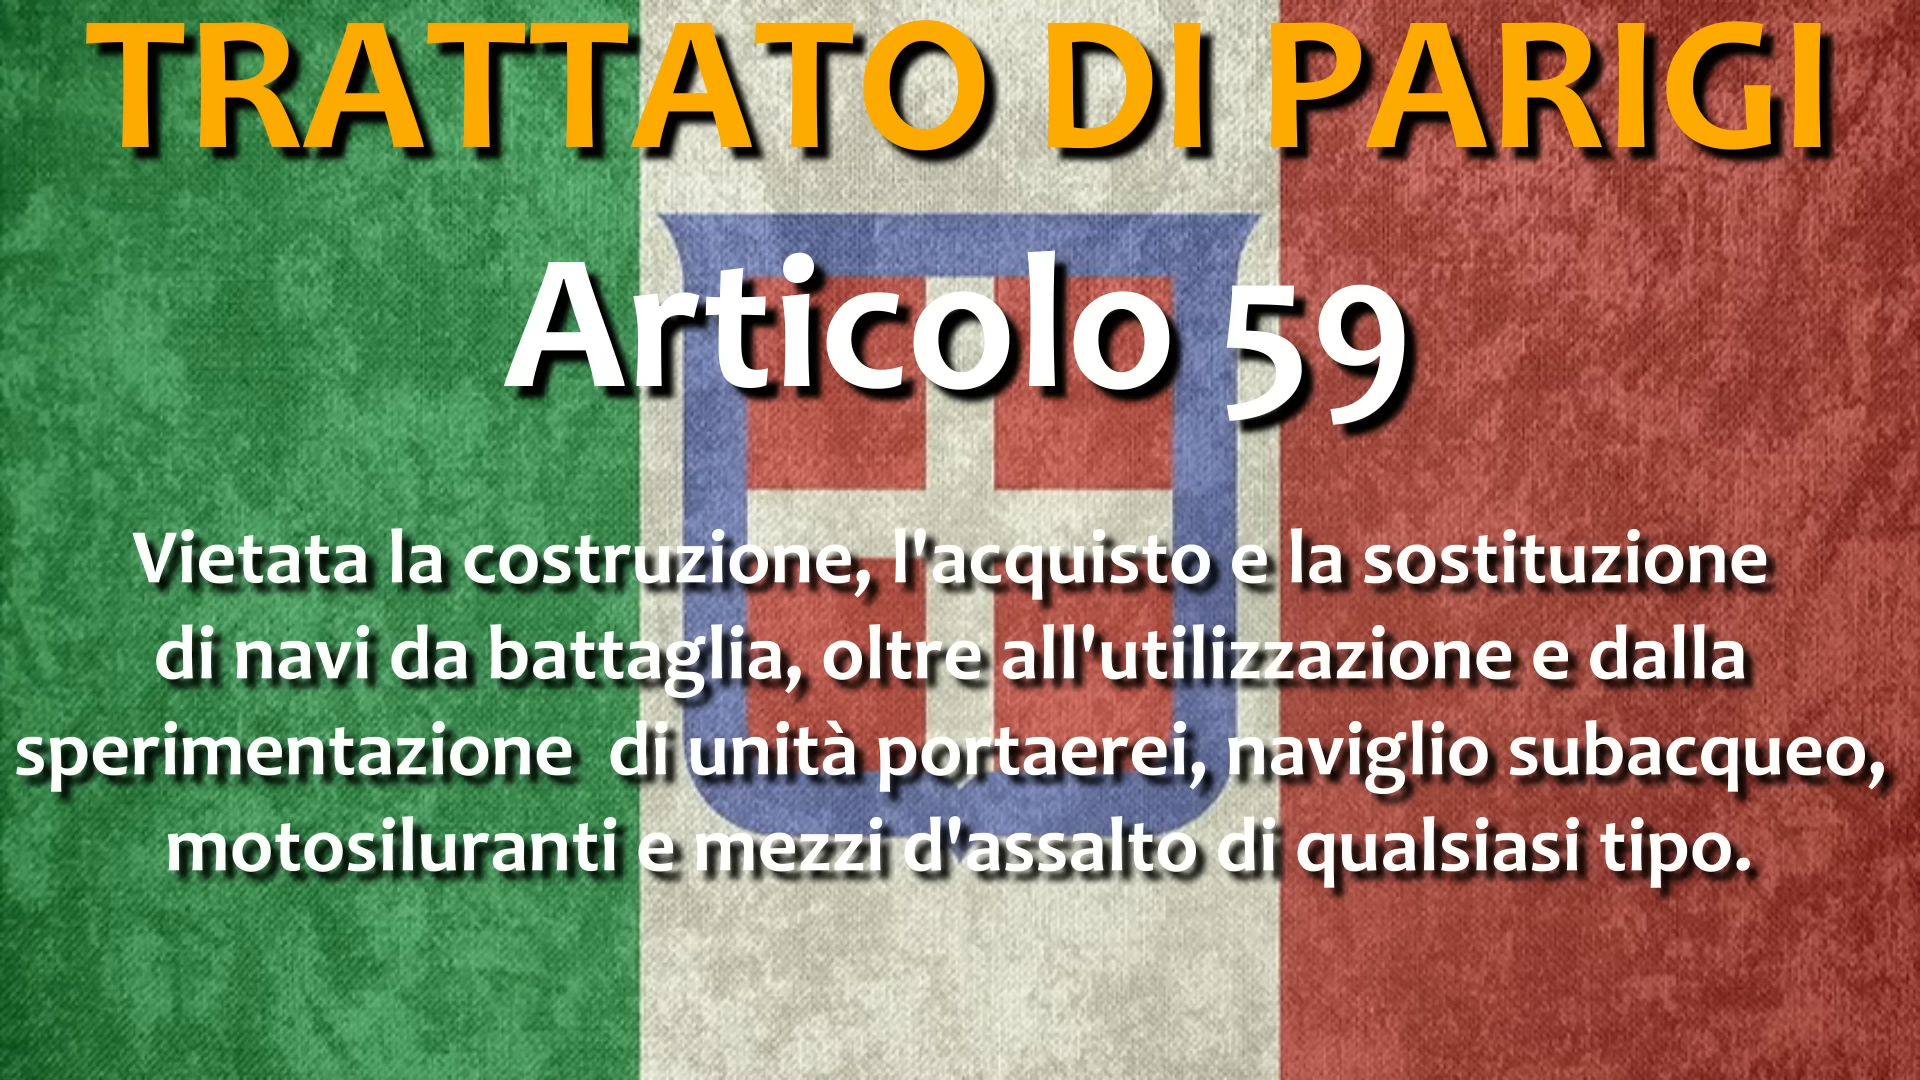 TRATTATO DI PARIGI
Articolo 59
Vietata la costruzione, l'acquisto e la sostituzione
di navi da battaglia, oltre all'utilizzazione e dalla
sperimentazione  di unità portaerei, naviglio subacqueo,
motosiluranti e mezzi d'assalto di qualsiasi tipo.